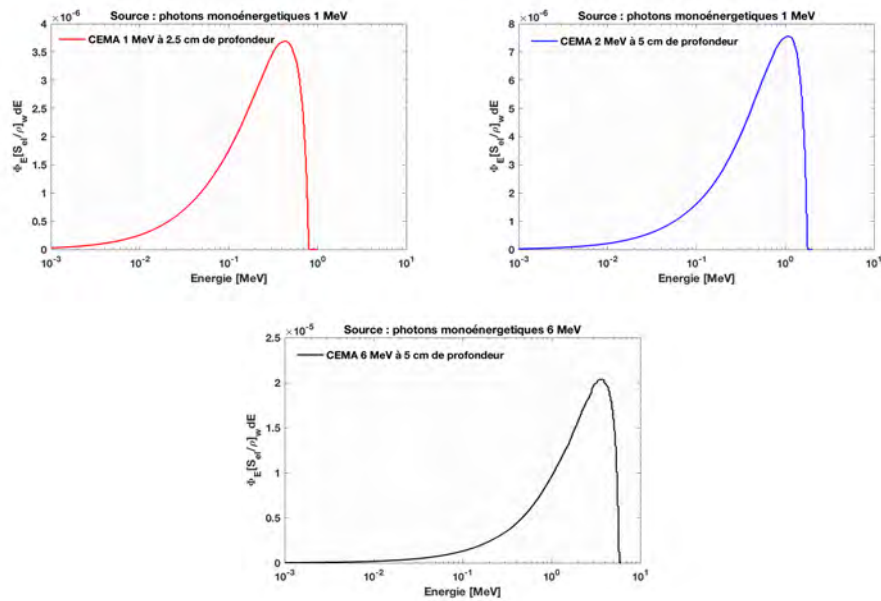 Source : photons monoénergetiques 1 MeV
×10⁻⁶
CEMA 1 MeV à 2.5 cm de profondeur
4
3.5
3
2.5
2
1.5
1
0.5
0
Φ_E[S_el/ρ]_w dE
10⁻³ 10⁻² 10⁻¹ 10⁰ 10¹
Energie [MeV]
Source : photons monoénergetiques 1 MeV
×10⁻⁶
CEMA 2 MeV à 5 cm de profondeur
8
7
6
5
4
3
2
1
0
Φ_E[S_el/ρ]_w dE
10⁻³ 10⁻² 10⁻¹ 10⁰ 10¹
Energie [MeV]
Source : photons monoénergetiques 6 MeV
×10⁻⁵
CEMA 6 MeV à 5 cm de profondeur
2.5
2
1.5
1
0.5
0
Φ_E[S_el/ρ]_w dE
10⁻³ 10⁻² 10⁻¹ 10⁰ 10¹
Energie [MeV]